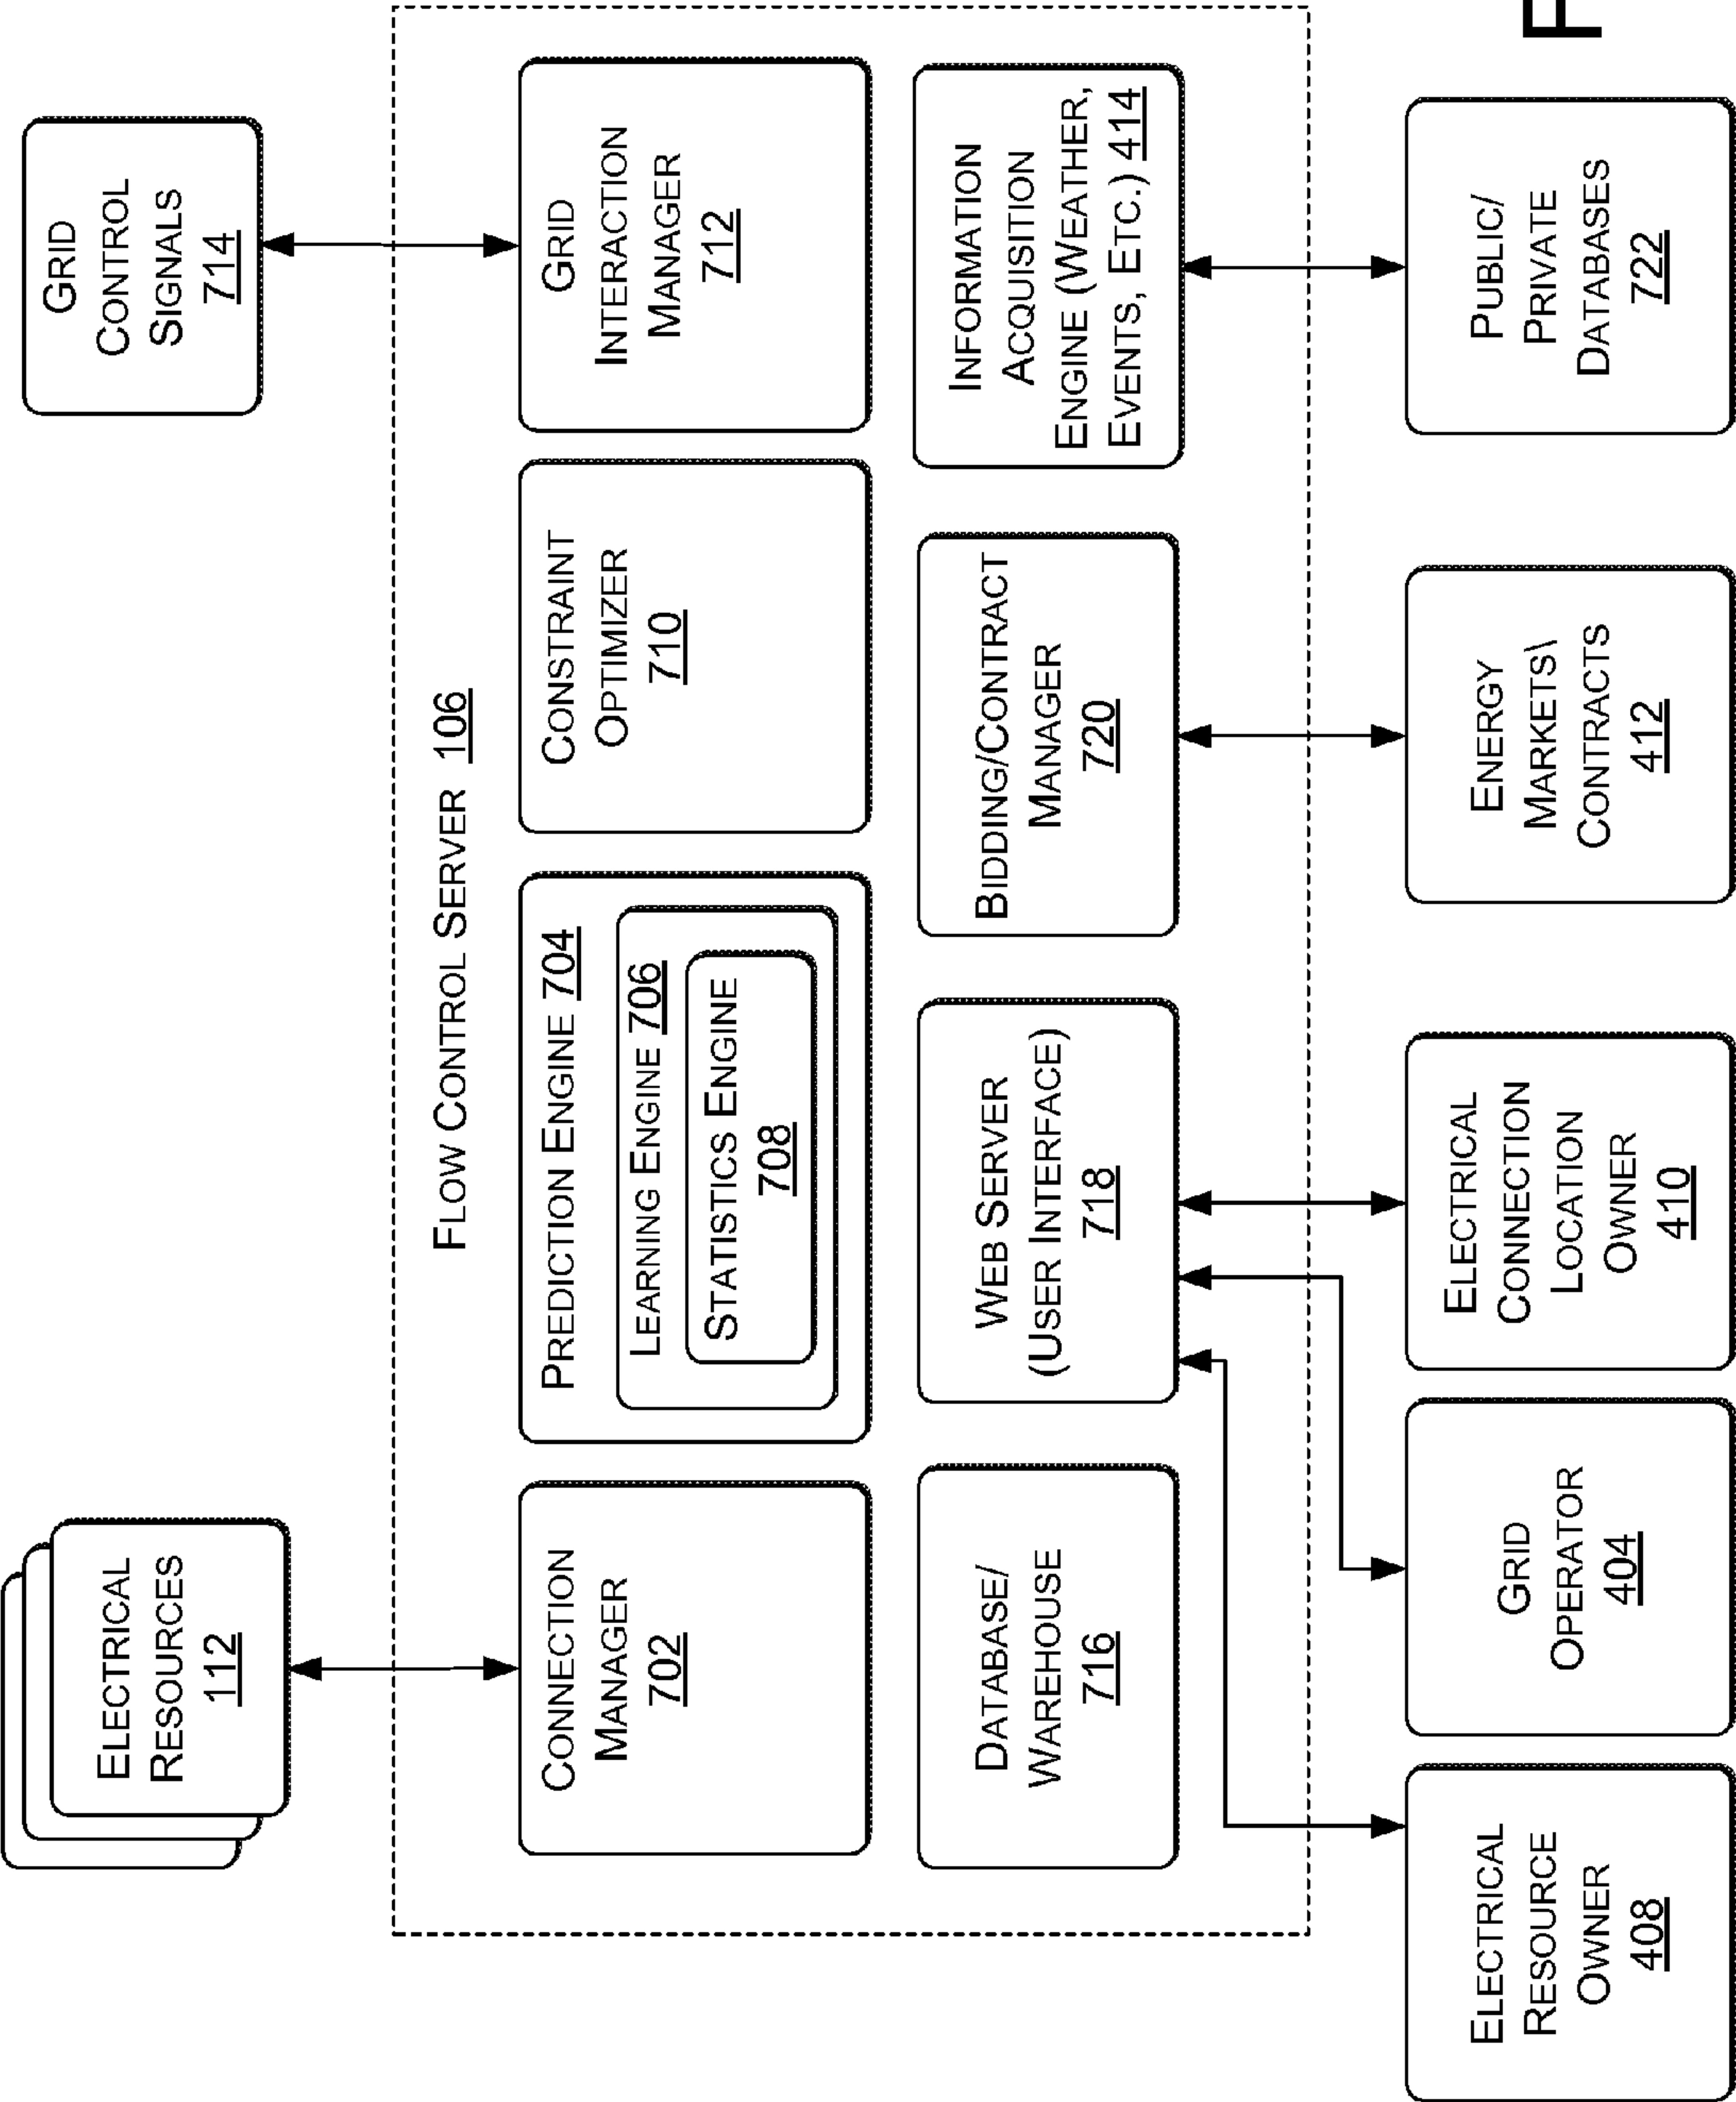 ELECTRICAL
RESOURCES
112
GRID
CONTROL
SIGNALS
714
FLOW CONTROL SERVER 106
CONNECTION
MANAGER
702
PREDICTION ENGINE 704
LEARNING ENGINE 706
STATISTICS ENGINE
708
CONSTRAINT
OPTIMIZER
710
GRID
INTERACTION
MANAGER
712
DATABASE/
WAREHOUSE
716
WEB SERVER
(USER INTERFACE)
718
BIDDING/CONTRACT
MANAGER
720
INFORMATION
ACQUISITION
ENGINE (WEATHER,
EVENTS, ETC.) 414
ELECTRICAL
RESOURCE
OWNER
408
GRID
OPERATOR
404
ELECTRICAL
CONNECTION
LOCATION
OWNER
410
ENERGY
MARKETS\
CONTRACTS
412
PUBLIC/
PRIVATE
DATABASES
722